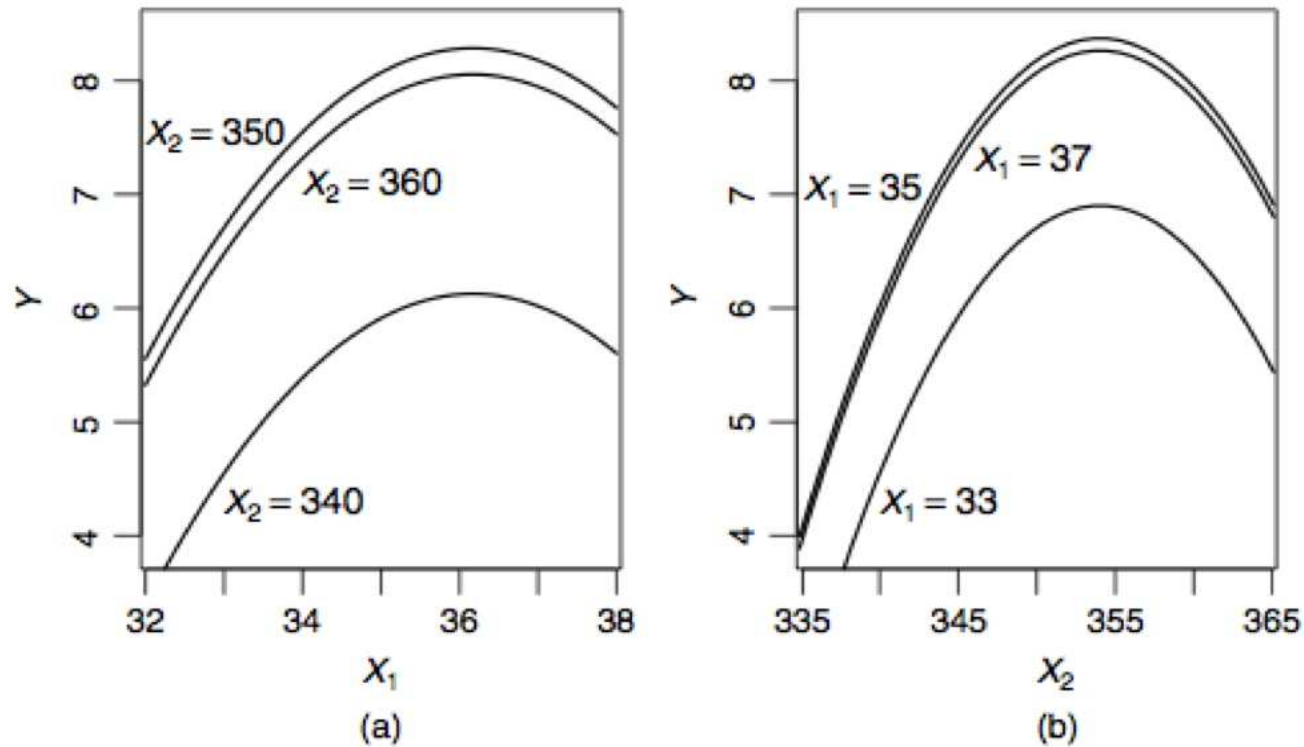 8
7
6
5
4
Y
X₂ = 350
X₂ = 360
X₂ = 340
32 34 36 38
X₁
(a)
8
7
6
5
4
Y
X₁ = 37
X₁ = 35
X₁ = 33
335 345 355 365
X₂
(b)